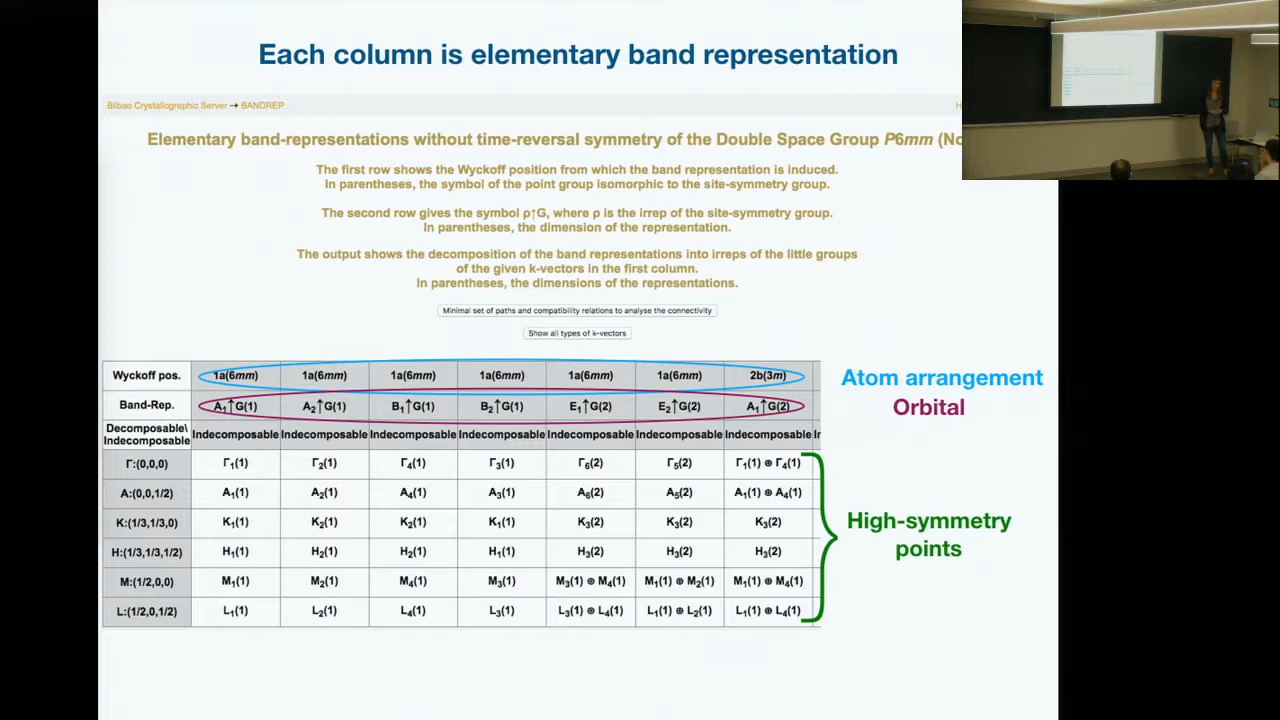 Each column is elementary band representation
Bilbao Crystallographic Server → BANDREP
H
Elementary band-representations without time-reversal symmetry of the Double Space Group P6mm (No
The first row shows the Wyckoff position from which the band representation is induced.
In parentheses, the symbol of the point group isomorphic to the site-symmetry group.
The second row gives the symbol ρ↑G, where ρ is the irrep of the site-symmetry group.
In parentheses, the dimension of the representation.
The output shows the decomposition of the band representations into irreps of the little groups
of the given k-vectors in the first column.
In parentheses, the dimensions of the representations.
Minimal set of paths and compatibility relations to analyse the connectivity
Show all types of k-vectors
Wyckoff pos. 1a(6mm) 1a(6mm) 1a(6mm) 1a(6mm) 1a(6mm) 1a(6mm) 2b(3m)
Band-Rep. A₁↑G(1) A₂↑G(1) B₁↑G(1) B₂↑G(1) E₁↑G(2) E₂↑G(2) A₁↑G(2)
Decomposable\
Indecomposable Indecomposable Indecomposable Indecomposable Indecomposable Indecomposable Indecomposable Indecomposable I
Γ:(0,0,0) Γ₁(1) Γ₂(1) Γ₄(1) Γ₃(1) Γ₆(2) Γ₅(2) Γ₁(1) ⊕ Γ₄(1)
A:(0,0,1/2) A₁(1) A₂(1) A₄(1) A₃(1) A₆(2) A₅(2) A₁(1) ⊕ A₄(1)
K:(1/3,1/3,0) K₁(1) K₂(1) K₂(1) K₁(1) K₃(2) K₃(2) K₃(2)
H:(1/3,1/3,1/2) H₁(1) H₂(1) H₂(1) H₁(1) H₃(2) H₃(2) H₃(2)
M:(1/2,0,0) M₁(1) M₂(1) M₄(1) M₃(1) M₃(1) ⊕ M₄(1) M₁(1) ⊕ M₂(1) M₁(1) ⊕ M₄(1)
L:(1/2,0,1/2) L₁(1) L₂(1) L₄(1) L₃(1) L₃(1) ⊕ L₄(1) L₁(1) ⊕ L₂(1) L₁(1) ⊕ L₄(1)
Atom arrangement
Orbital
High-symmetry
points